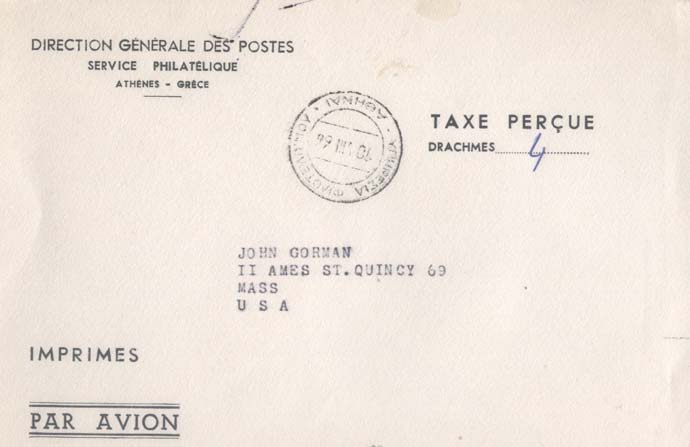 DIRECTION GÉNÉRALE DES POSTES
SERVICE PHILATÉLIQUE
ATHÈNES - GRÈCE
ΑΘΗΝΑΙ
TAXE PERÇUE
DRACHMES 4
JOHN GORMAN
II AMES ST.QUINCY 69
MASS
U S A
IMPRIMES
PAR AVION